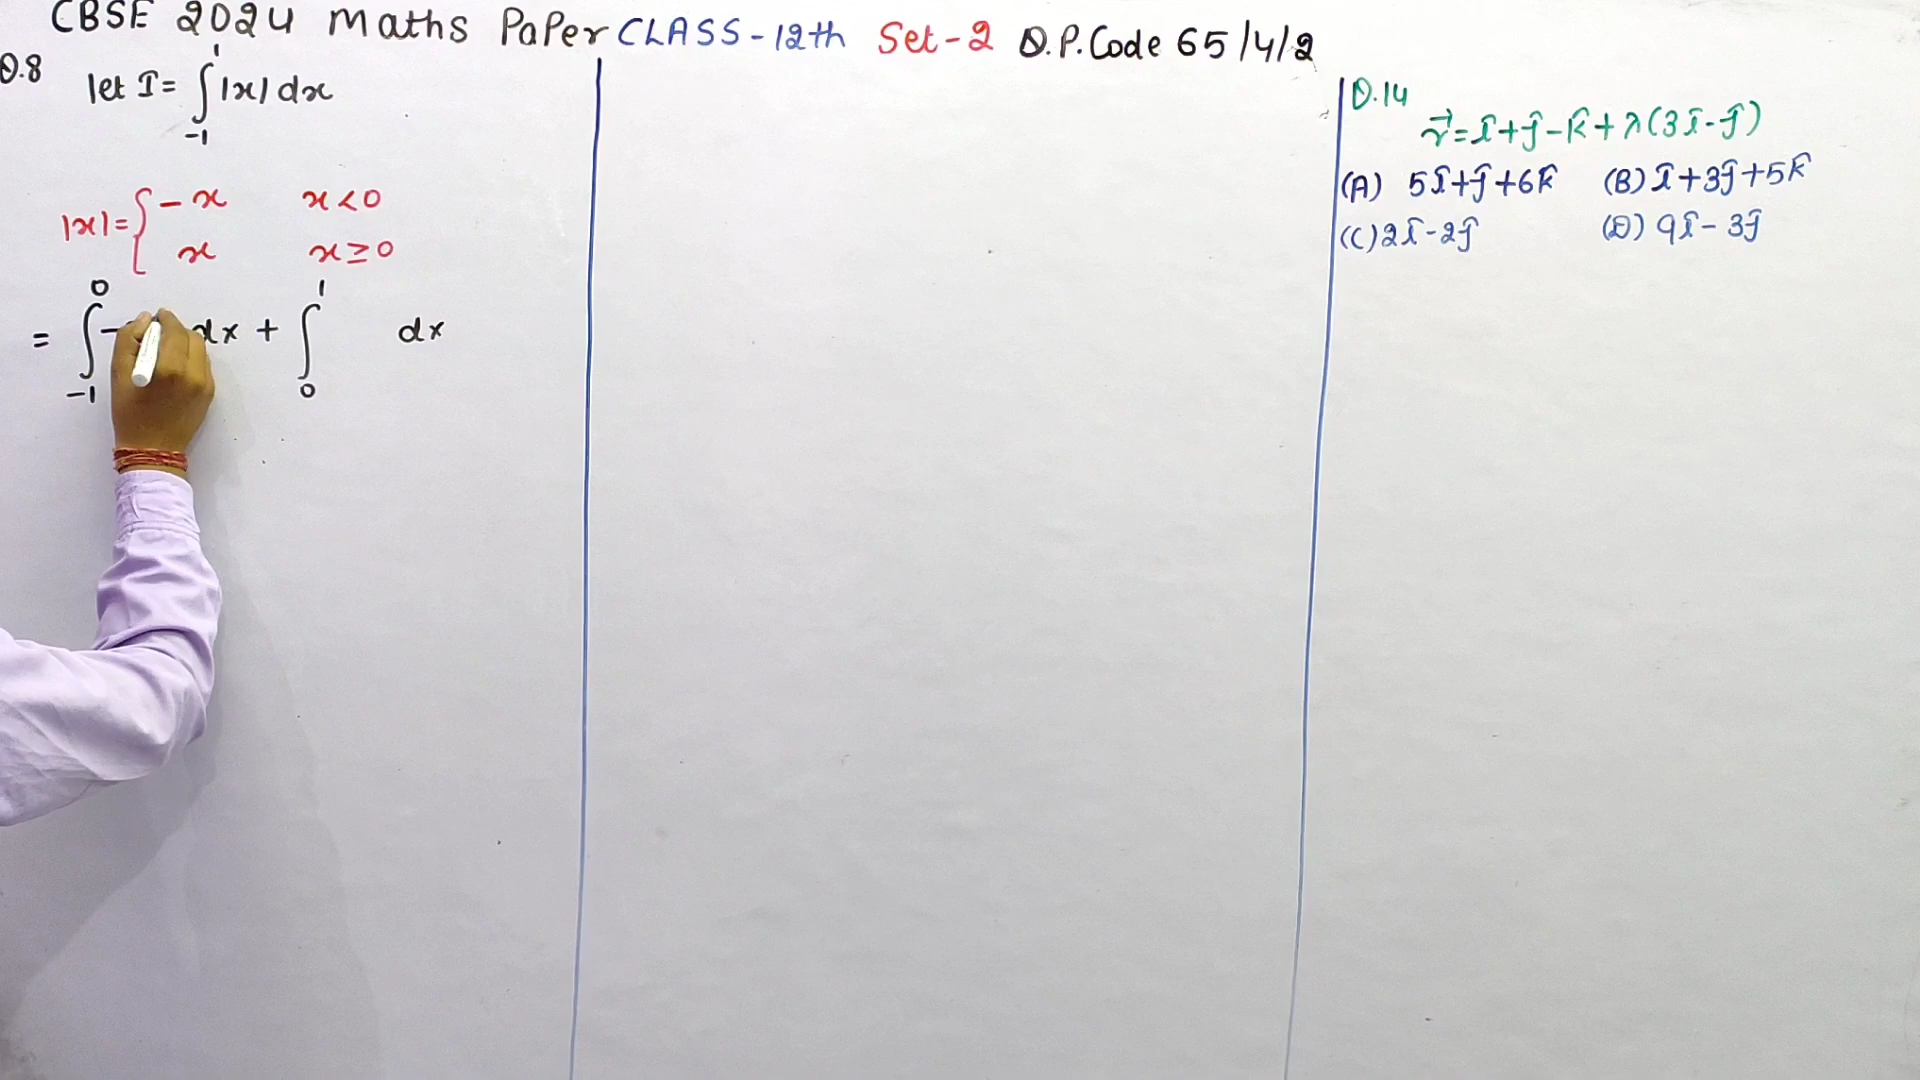 CBSE 2024 Maths PaPer CLASS-12th Set-2 Q.P.Code 65/4/2
Q.8 let I = ∫₋₁¹ |x| dx
|x| = { -x x<0
x x≥0
= ∫₋₁⁰ - dx + ∫₀¹ dx
Q.14
r⃗ = î + ĵ - k̂ + λ(3î - ĵ)
(A) 5î + ĵ + 6k̂ (B) î + 3ĵ + 5k̂
(C) 2î - 2ĵ (D) 9î - 3ĵ